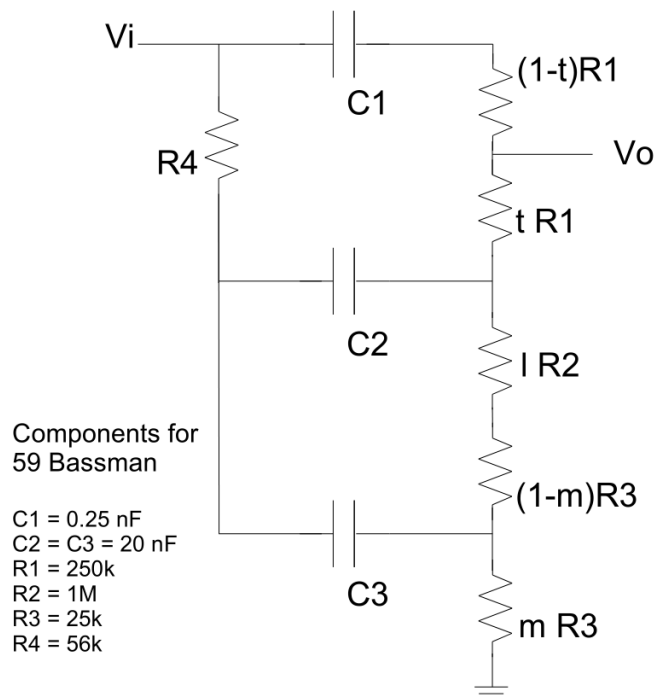 Vi
C1
(1-t)R1
R4
Vo
t R1
C2
l R2
Components for
59 Bassman
(1-m)R3
C1 = 0.25 nF
C2 = C3 = 20 nF
R1 = 250k
R2 = 1M
R3 = 25k
R4 = 56k
C3
m R3